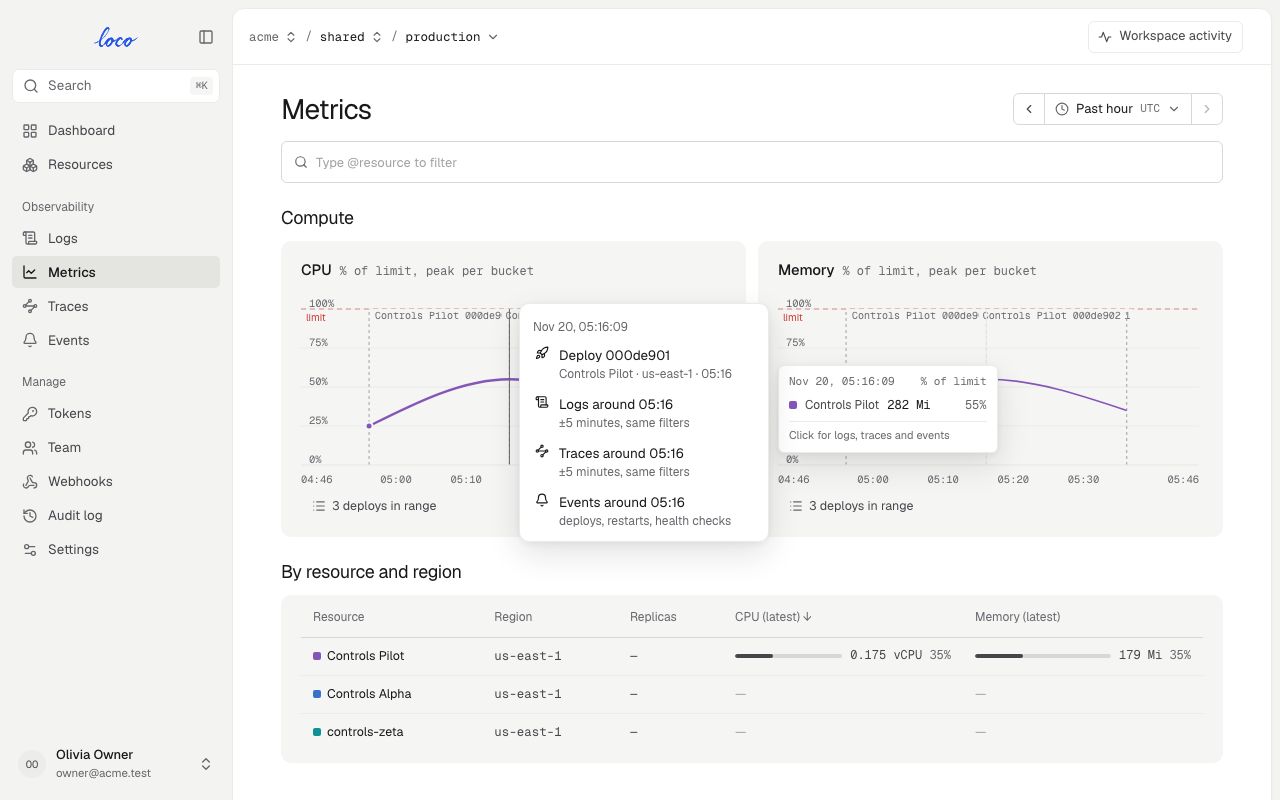 loco
Search ⌘K
Dashboard
Resources
Observability
Logs
Metrics
Traces
Events
Manage
Tokens
Team
Webhooks
Audit log
Settings
OO Olivia Owner
owner@acme.test
acme / shared / production
Workspace activity
Metrics
Past hour UTC
Type @resource to filter
Compute
CPU % of limit, peak per bucket
100%
limit
Controls Pilot 000de9
75%
50%
25%
0%
04:46 05:00 05:10
3 deploys in range
Nov 20, 05:16:09
Deploy 000de901
Controls Pilot · us-east-1 · 05:16
Logs around 05:16
±5 minutes, same filters
Traces around 05:16
±5 minutes, same filters
Events around 05:16
deploys, restarts, health checks
Memory % of limit, peak per bucket
100%
limit
Controls Pilot 000de9 Controls Pilot 000de902
75%
Nov 20, 05:16:09 % of limit
Controls Pilot 282 Mi 55%
Click for logs, traces and events
0%
04:46 05:00 05:10 05:20 05:30 05:46
3 deploys in range
By resource and region
Resource Region Replicas CPU (latest) ↓ Memory (latest)
Controls Pilot us-east-1 — 0.175 vCPU 35% 179 Mi 35%
Controls Alpha us-east-1 — — —
controls-zeta us-east-1 — — —